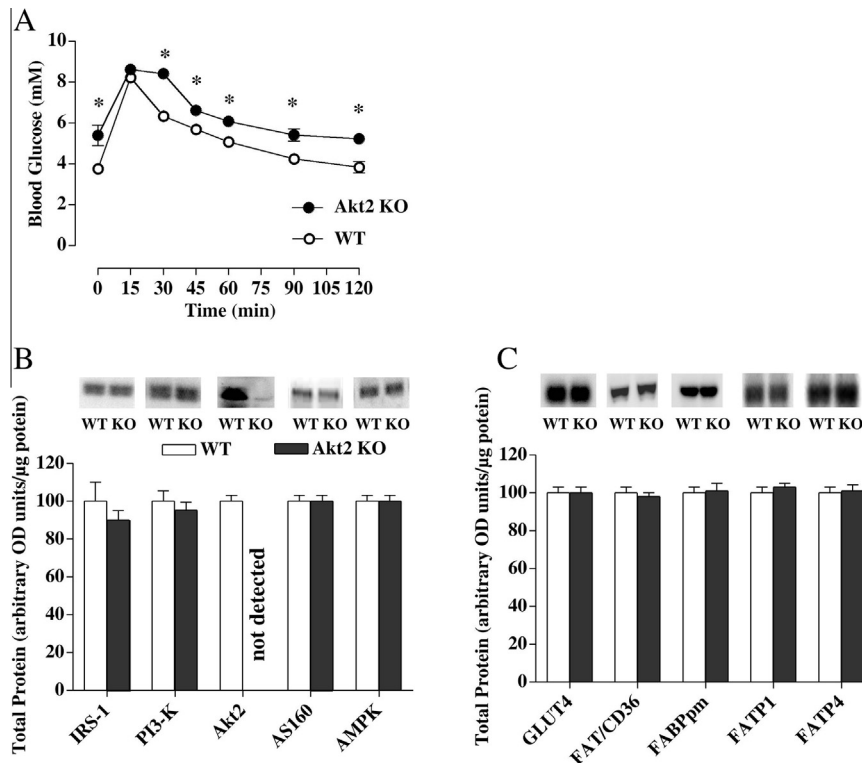 A
Blood Glucose (mM)
10
8
6
4
2
0
* * * * * *
Akt2 KO
WT
0 15 30 45 60 75 90 105 120
Time (min)
B
WT KO WT KO WT KO WT KO WT KO
WT Akt2 KO
Total Protein (arbitrary OD units/µg potein)
120
100
80
60
40
20
0
not detected
IRS-1 PI3-K Akt2 AS160 AMPK
C
WT KO WT KO WT KO WT KO WT KO
Total Protein (arbitrary OD units/µg potein)
120
100
80
60
40
20
0
GLUT4 FAT/CD36 FABPpm FATP1 FATP4